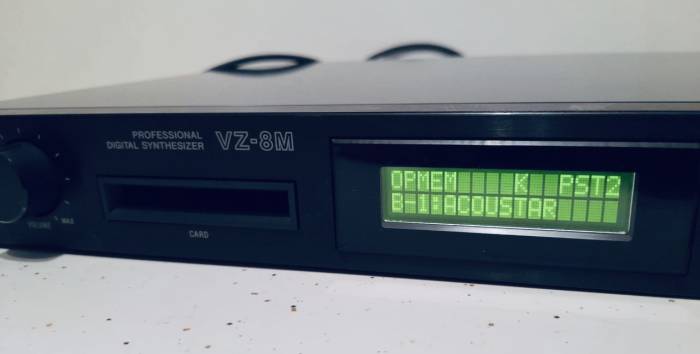 PROFESSIONAL
DIGITAL SYNTHESIZER VZ-8M
VOLUME MAX
CARD
OPMEM K PST2
B-1:ACOUSTAR